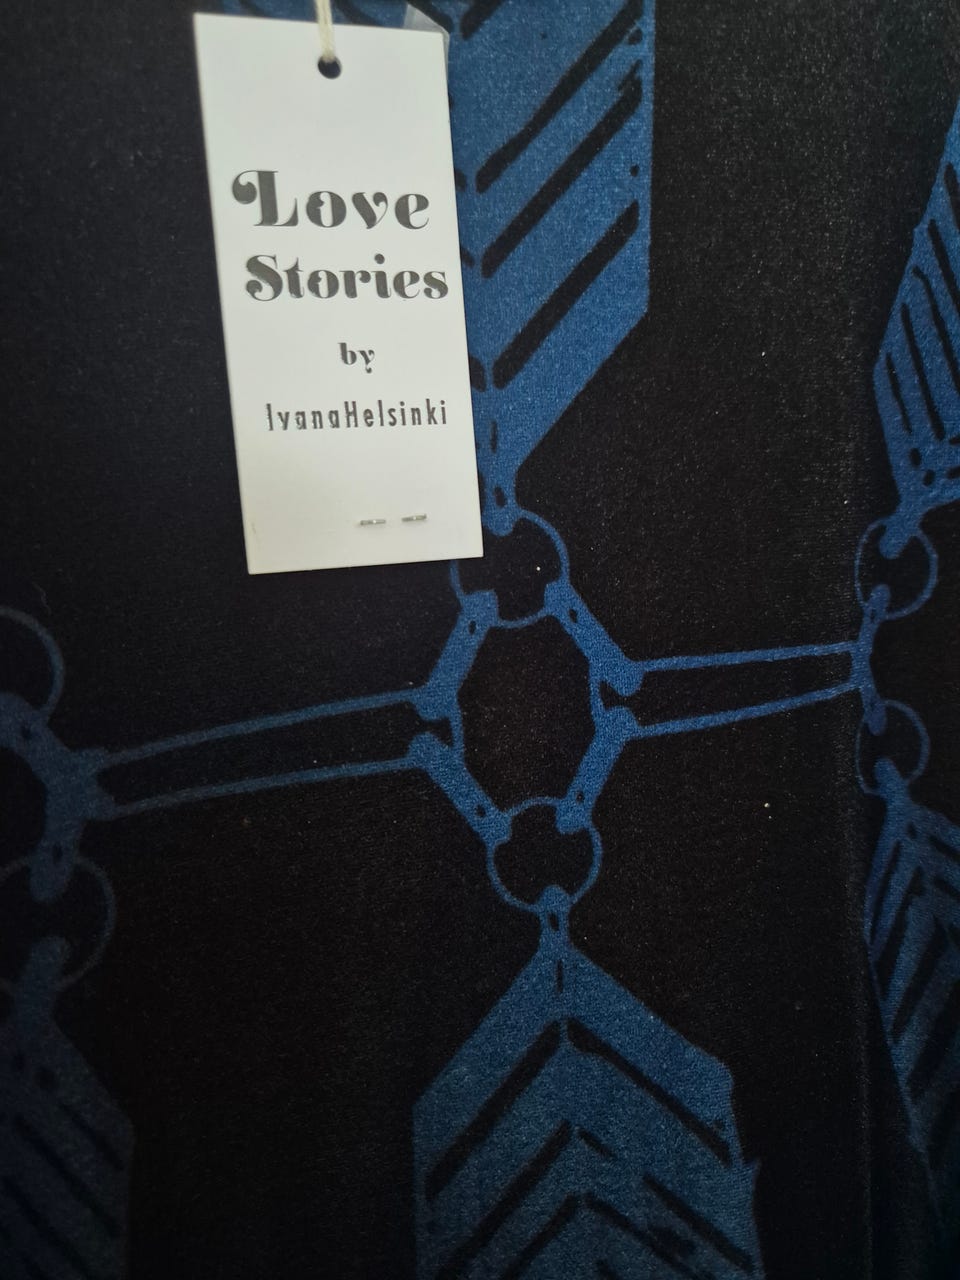 Love
Stories
by
IvanaHelsinki